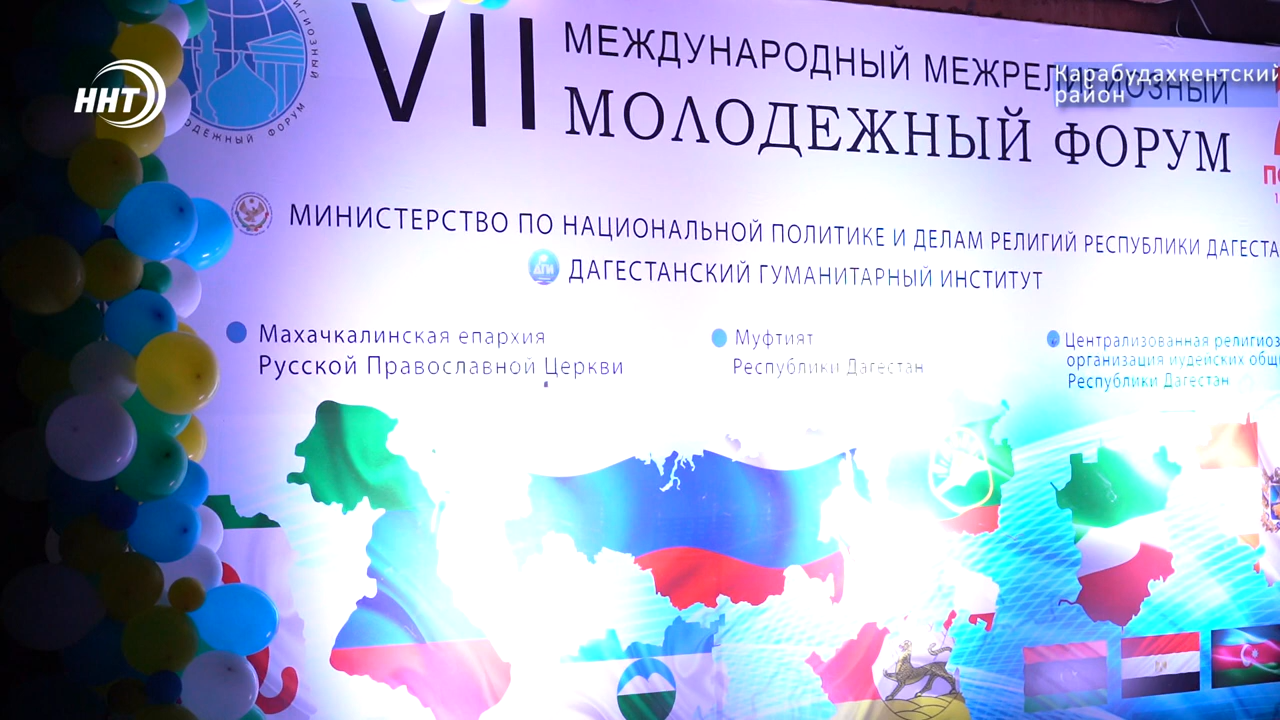 ННТ
VII МЕЖДУНАРОДНЫЙ МЕЖРЕЛИГИОЗНЫЙ
МОЛОДЕЖНЫЙ ФОРУМ
Карабудахкентский
район
МИНИСТЕРСТВО ПО НАЦИОНАЛЬНОЙ ПОЛИТИКЕ И ДЕЛАМ РЕЛИГИЙ РЕСПУБЛИКИ ДАГЕСТА
ДГИ
ДАГЕСТАНСКИЙ ГУМАНИТАРНЫЙ ИНСТИТУТ
Махачкалинская епархия
Русской Православной Церкви
Муфтият
Республики Дагестан
Централизованная религиоз
организация иудейских общ
Республики Дагестан